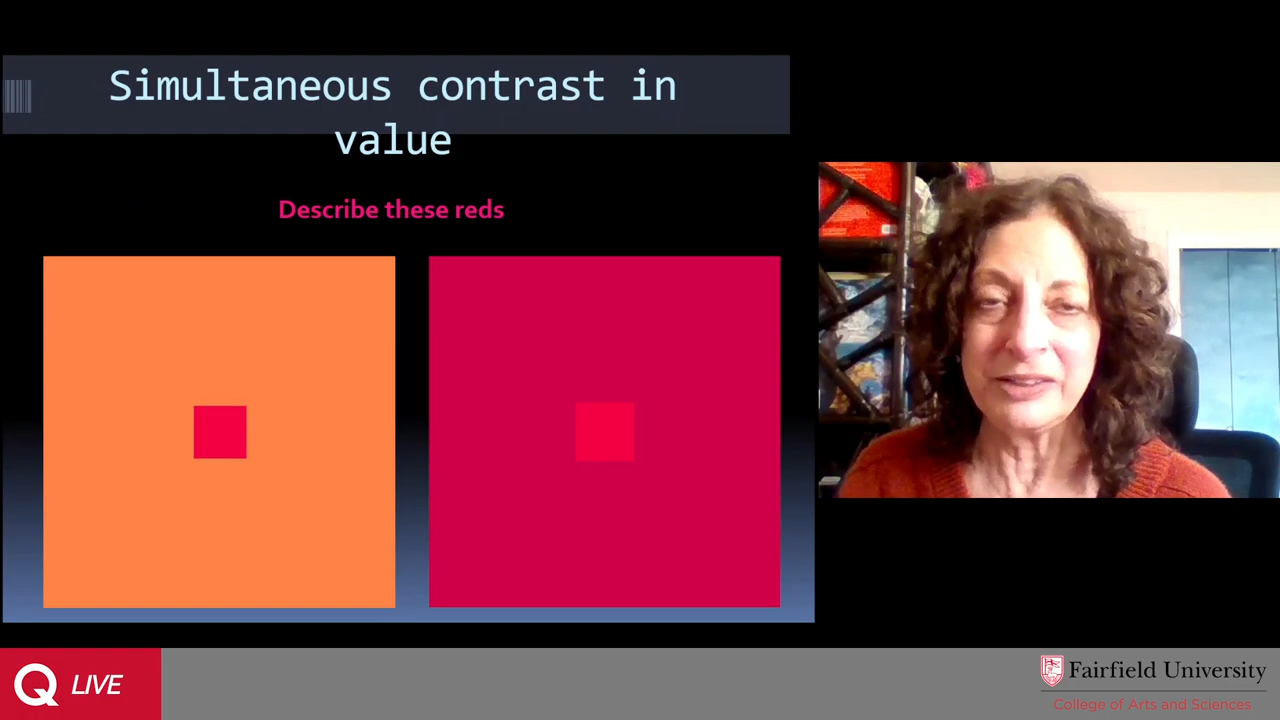 Simultaneous contrast in
value
Describe these reds
Q LIVE
Fairfield University
College of Arts and Sciences